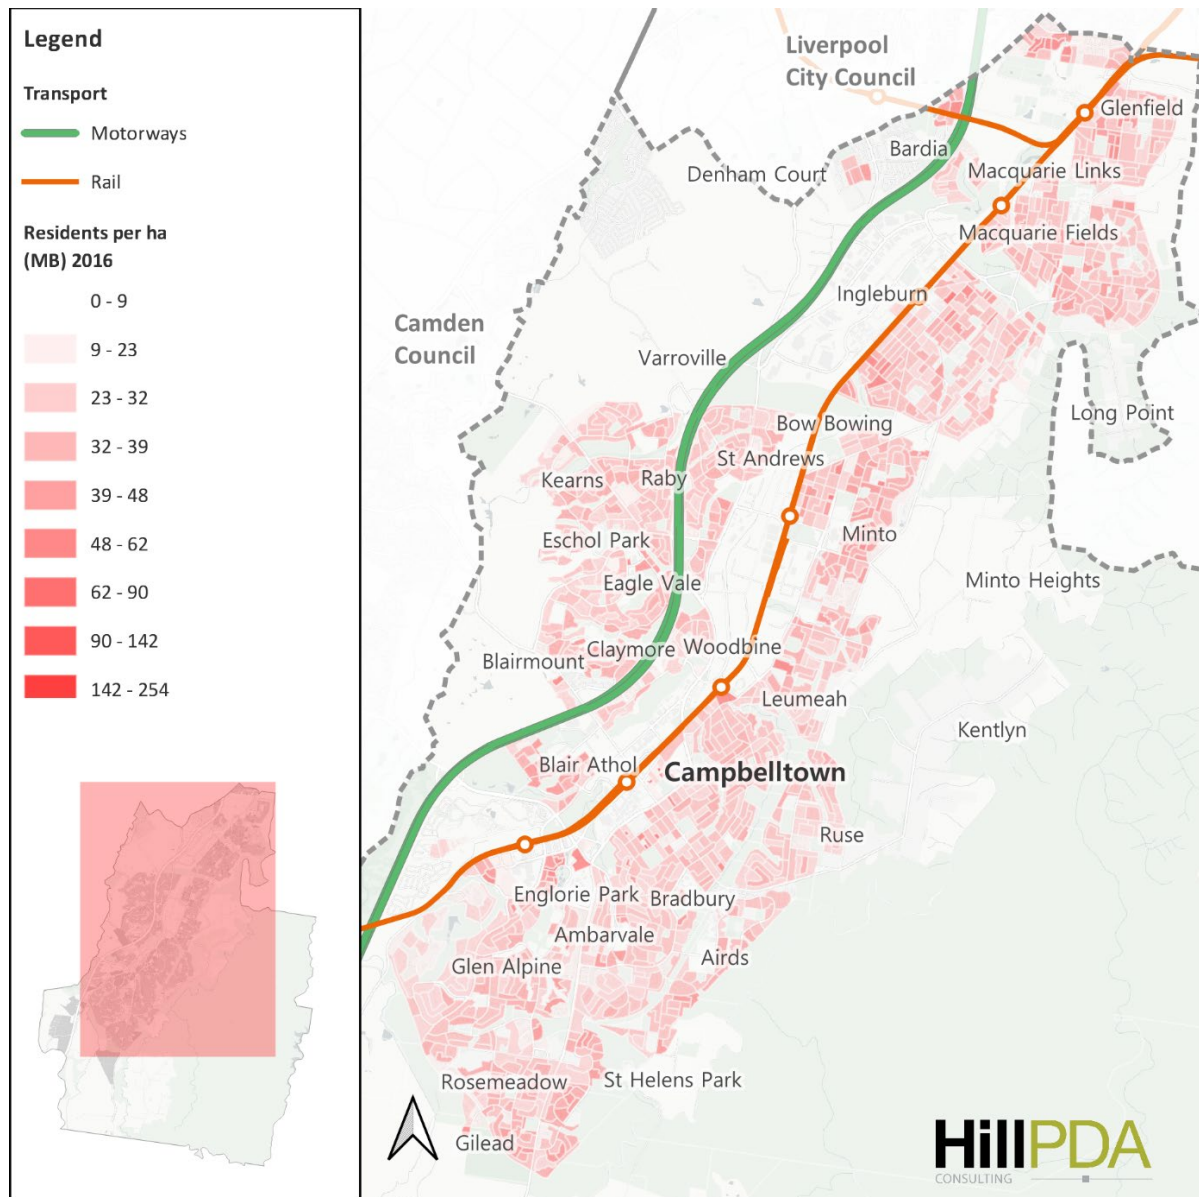 Legend
Transport
Motorways
Rail
Residents per ha
(MB) 2016
0 - 9
9 - 23
23 - 32
32 - 39
39 - 48
48 - 62
62 - 90
90 - 142
142 - 254
Liverpool
City Council
Glenfield
Bardia
Denham Court
Macquarie Links
Macquarie Fields
Ingleburn
Camden
Council
Varroville
Long Point
Bow Bowing
St Andrews
Kearns
Raby
Eschol Park
Minto
Eagle Vale
Minto Heights
Claymore
Woodbine
Blairmount
Leumeah
Kentlyn
Blair Athol
Campbelltown
Ruse
Englorie Park
Bradbury
Ambarvale
Airds
Glen Alpine
Rosemeadow
St Helens Park
Gilead
HillPDA
CONSULTING